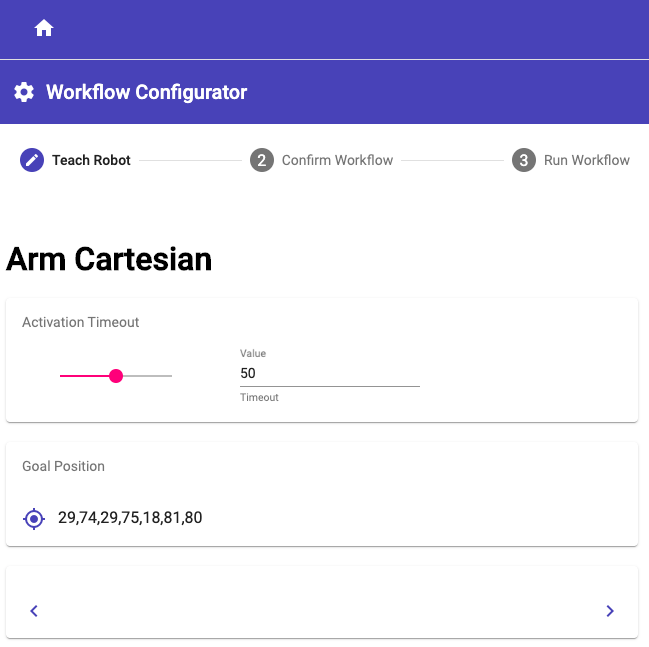 Workflow Configurator
Teach Robot
2 Confirm Workflow
3 Run Workflow
Arm Cartesian
Activation Timeout
Value
50
Timeout
Goal Position
29,74,29,75,18,81,80